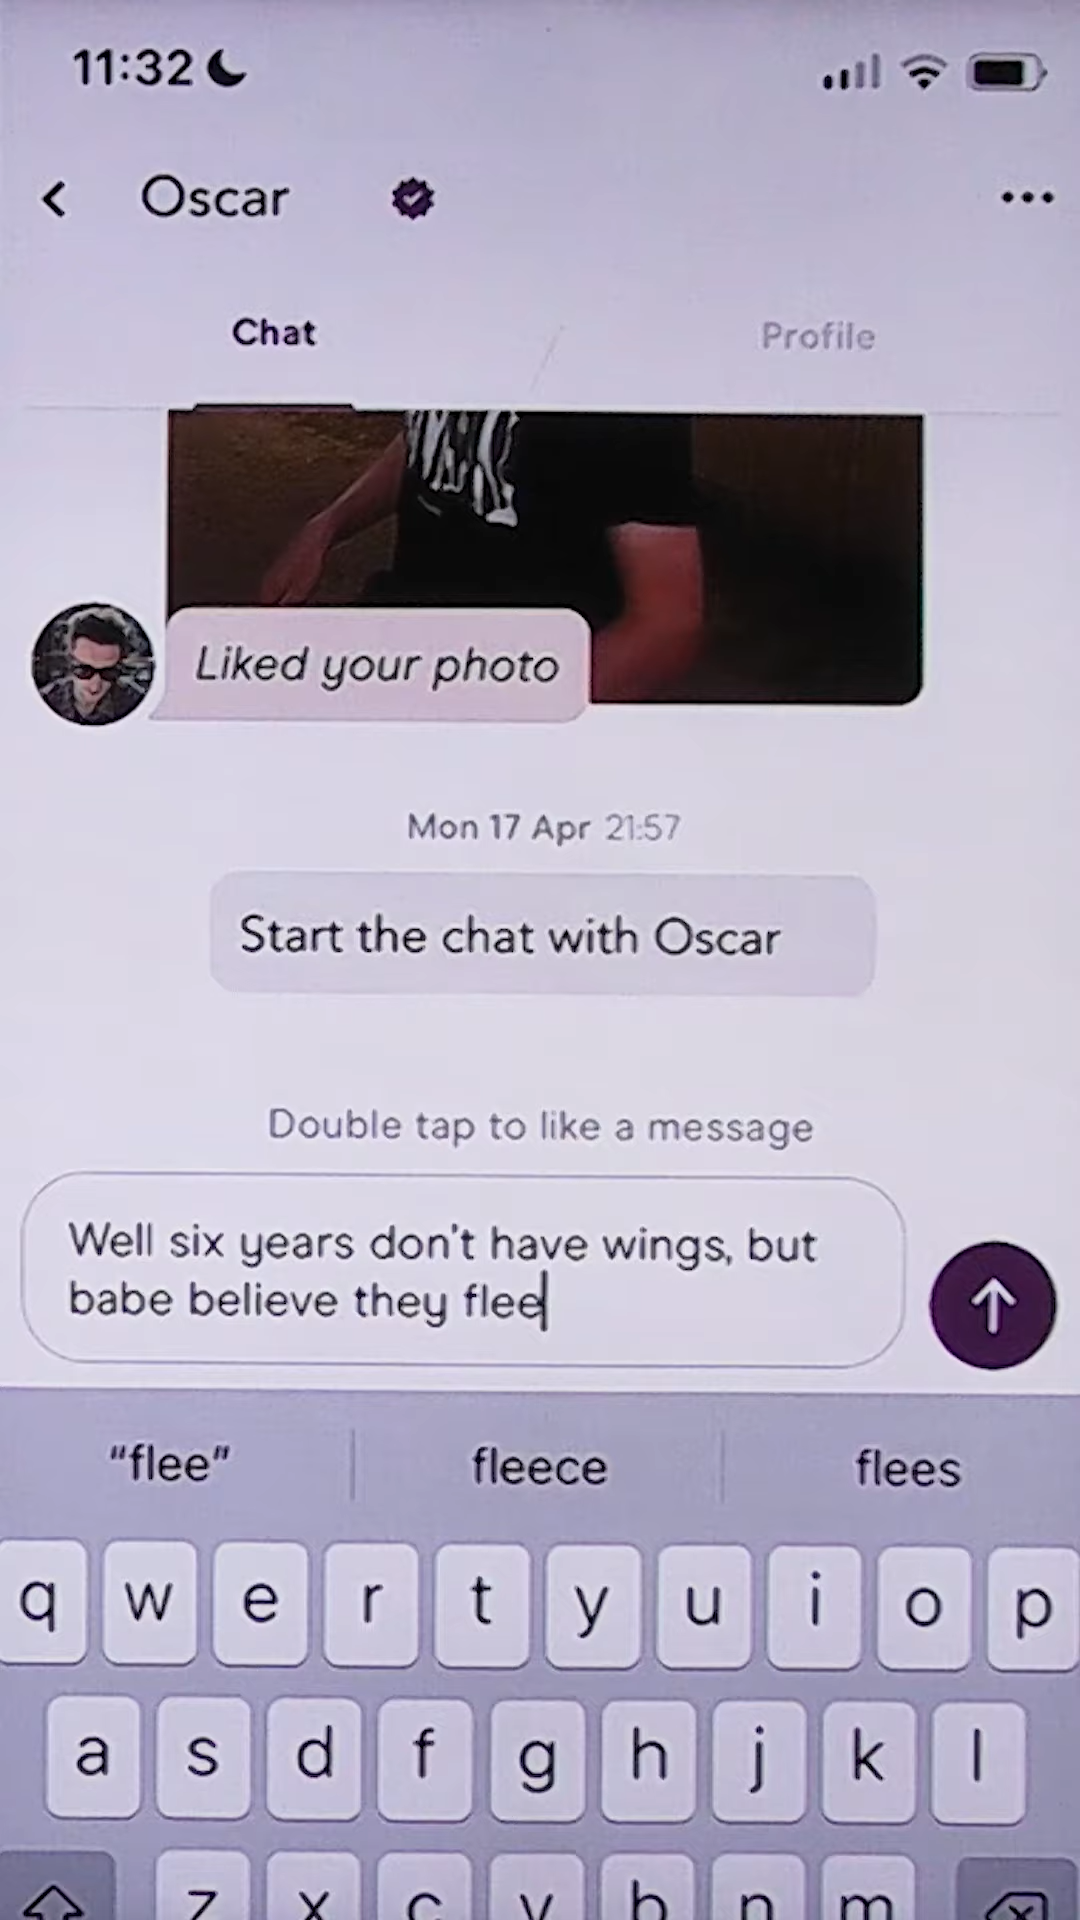 11:32
Oscar
Chat
Profile
Liked your photo
Mon 17 Apr 21:57
Start the chat with Oscar
Double tap to like a message
Well six years don't have wings, but
babe believe they flee
"flee" fleece flees
q w e r t y u i o p
a s d f g h j k l
z x c v b n m